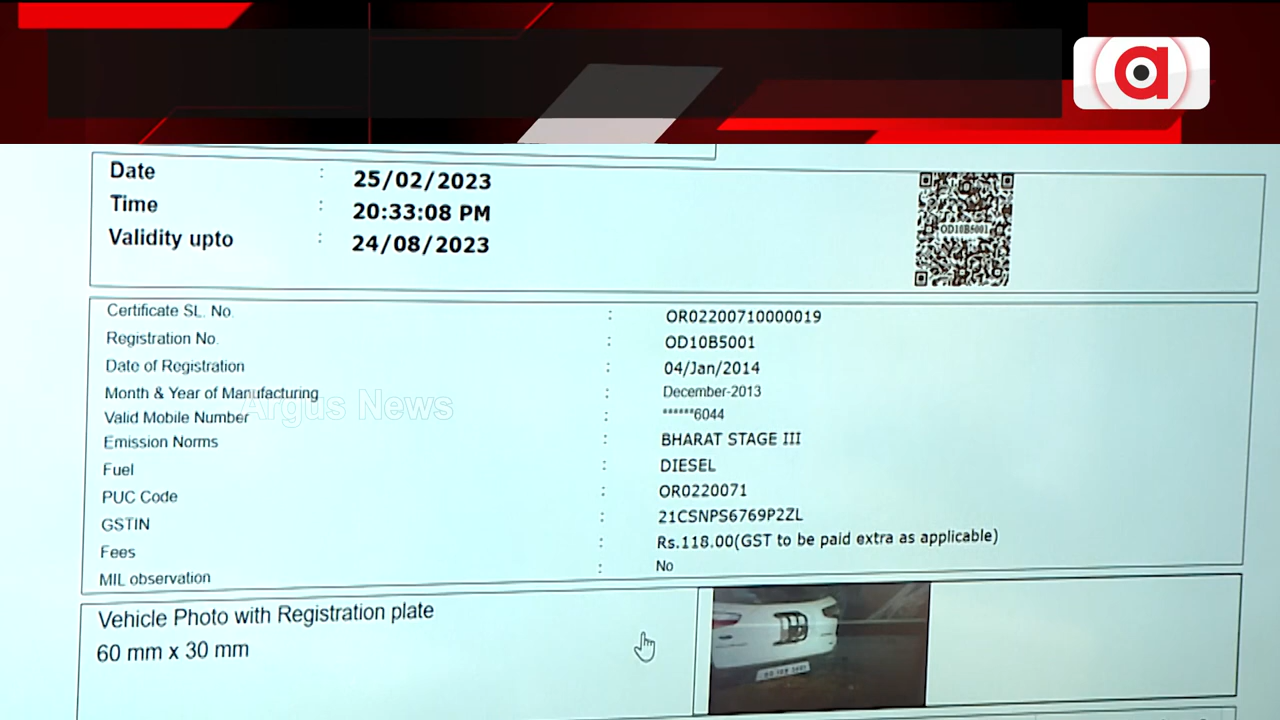 Date : 25/02/2023
Time : 20:33:08 PM
Validity upto : 24/08/2023
OD10B5001
Certificate SL. No. : OR02200710000019
Registration No. : OD10B5001
Date of Registration : 04/Jan/2014
Month & Year of Manufacturing : December-2013
Valid Mobile Number : ******6044
Emission Norms : BHARAT STAGE III
Fuel : DIESEL
PUC Code : OR0220071
GSTIN : 21CSNPS6769P2ZL
Fees : Rs.118.00(GST to be paid extra as applicable)
MIL observation : No
Argus News
Vehicle Photo with Registration plate
60 mm x 30 mm